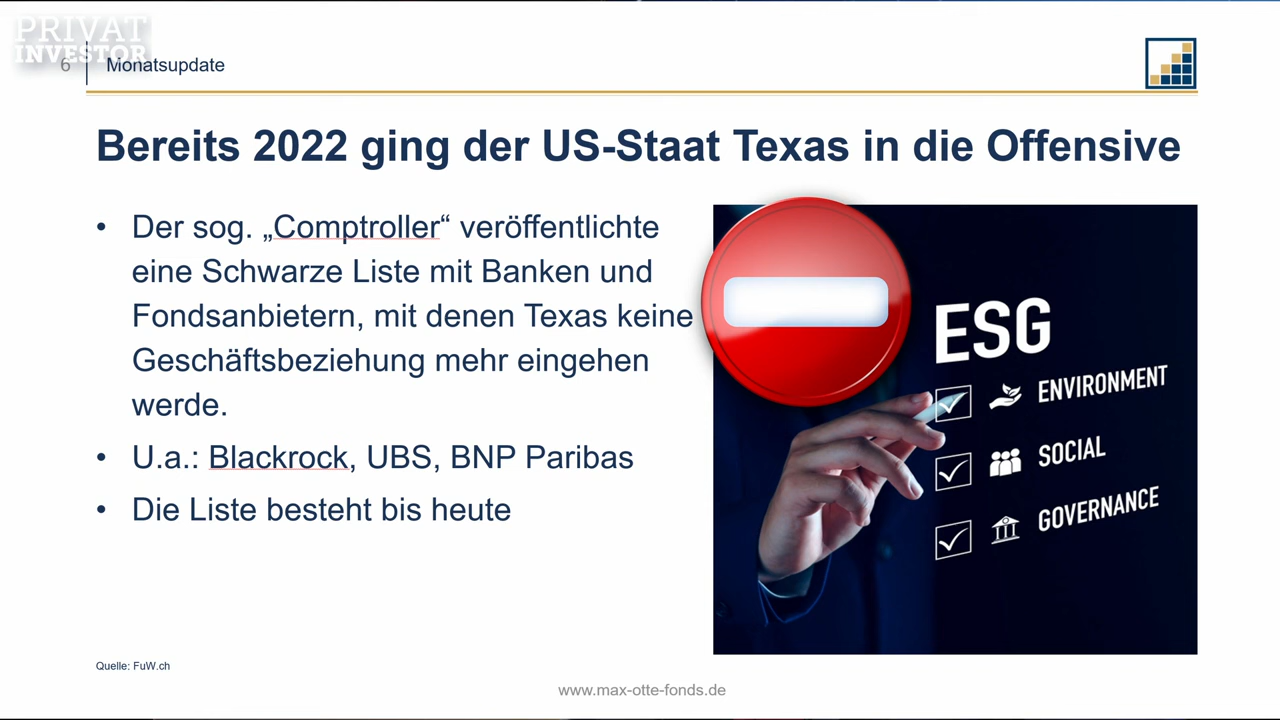 PRIVAT
INVESTOR
6
Monatsupdate
Bereits 2022 ging der US-Staat Texas in die Offensive
• Der sog. „Comptroller“ veröffentlichte
eine Schwarze Liste mit Banken und
Fondsanbietern, mit denen Texas keine
Geschäftsbeziehung mehr eingehen
werde.
• U.a.: Blackrock, UBS, BNP Paribas
• Die Liste besteht bis heute
ESG
ENVIRONMENT
SOCIAL
GOVERNANCE
Quelle: FuW.ch
www.max-otte-fonds.de